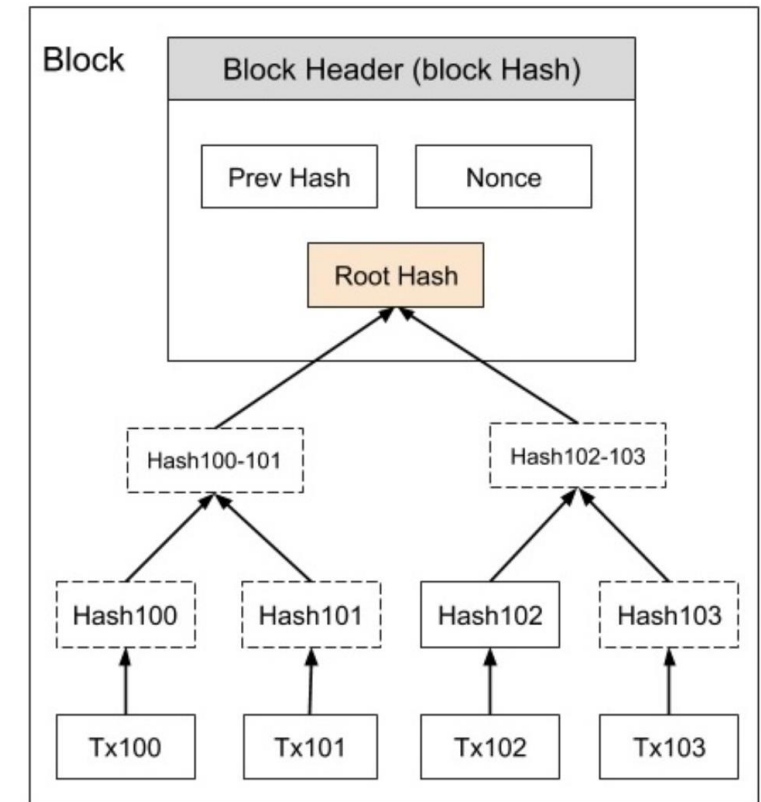 Block
Block Header (block Hash)
Prev Hash
Nonce
Root Hash
Hash100-101
Hash102-103
Hash100
Hash101
Hash102
Hash103
Tx100
Tx101
Tx102
Tx103